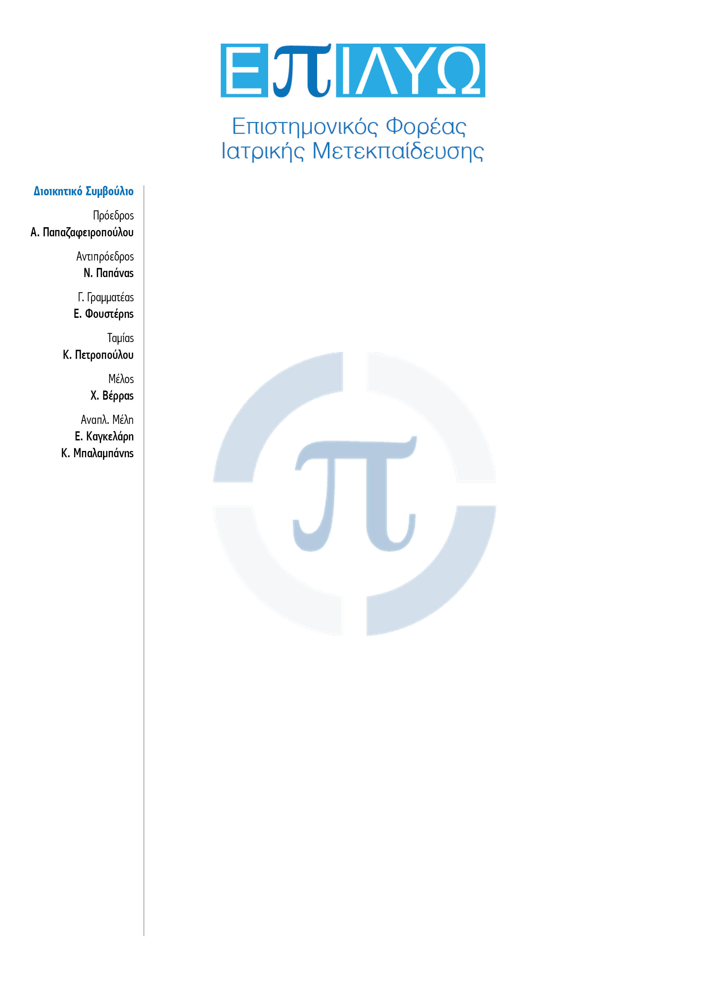 ΕπΙΛΥΩ
Επιστημονικός Φορέας
Ιατρικής Μετεκπαίδευσης
Διοικητικό Συμβούλιο
Πρόεδρος
Α. Παπαζαφειροπούλου
Αντιπρόεδρος
Ν. Παπάνας
Γ. Γραμματέας
Ε. Φουστέρης
Ταμίας
Κ. Πετροπούλου
Μέλος
Χ. Βέρρας
Αναπλ. Μέλη
Ε. Καγκελάρη
Κ. Μπαλαμπάνης
π